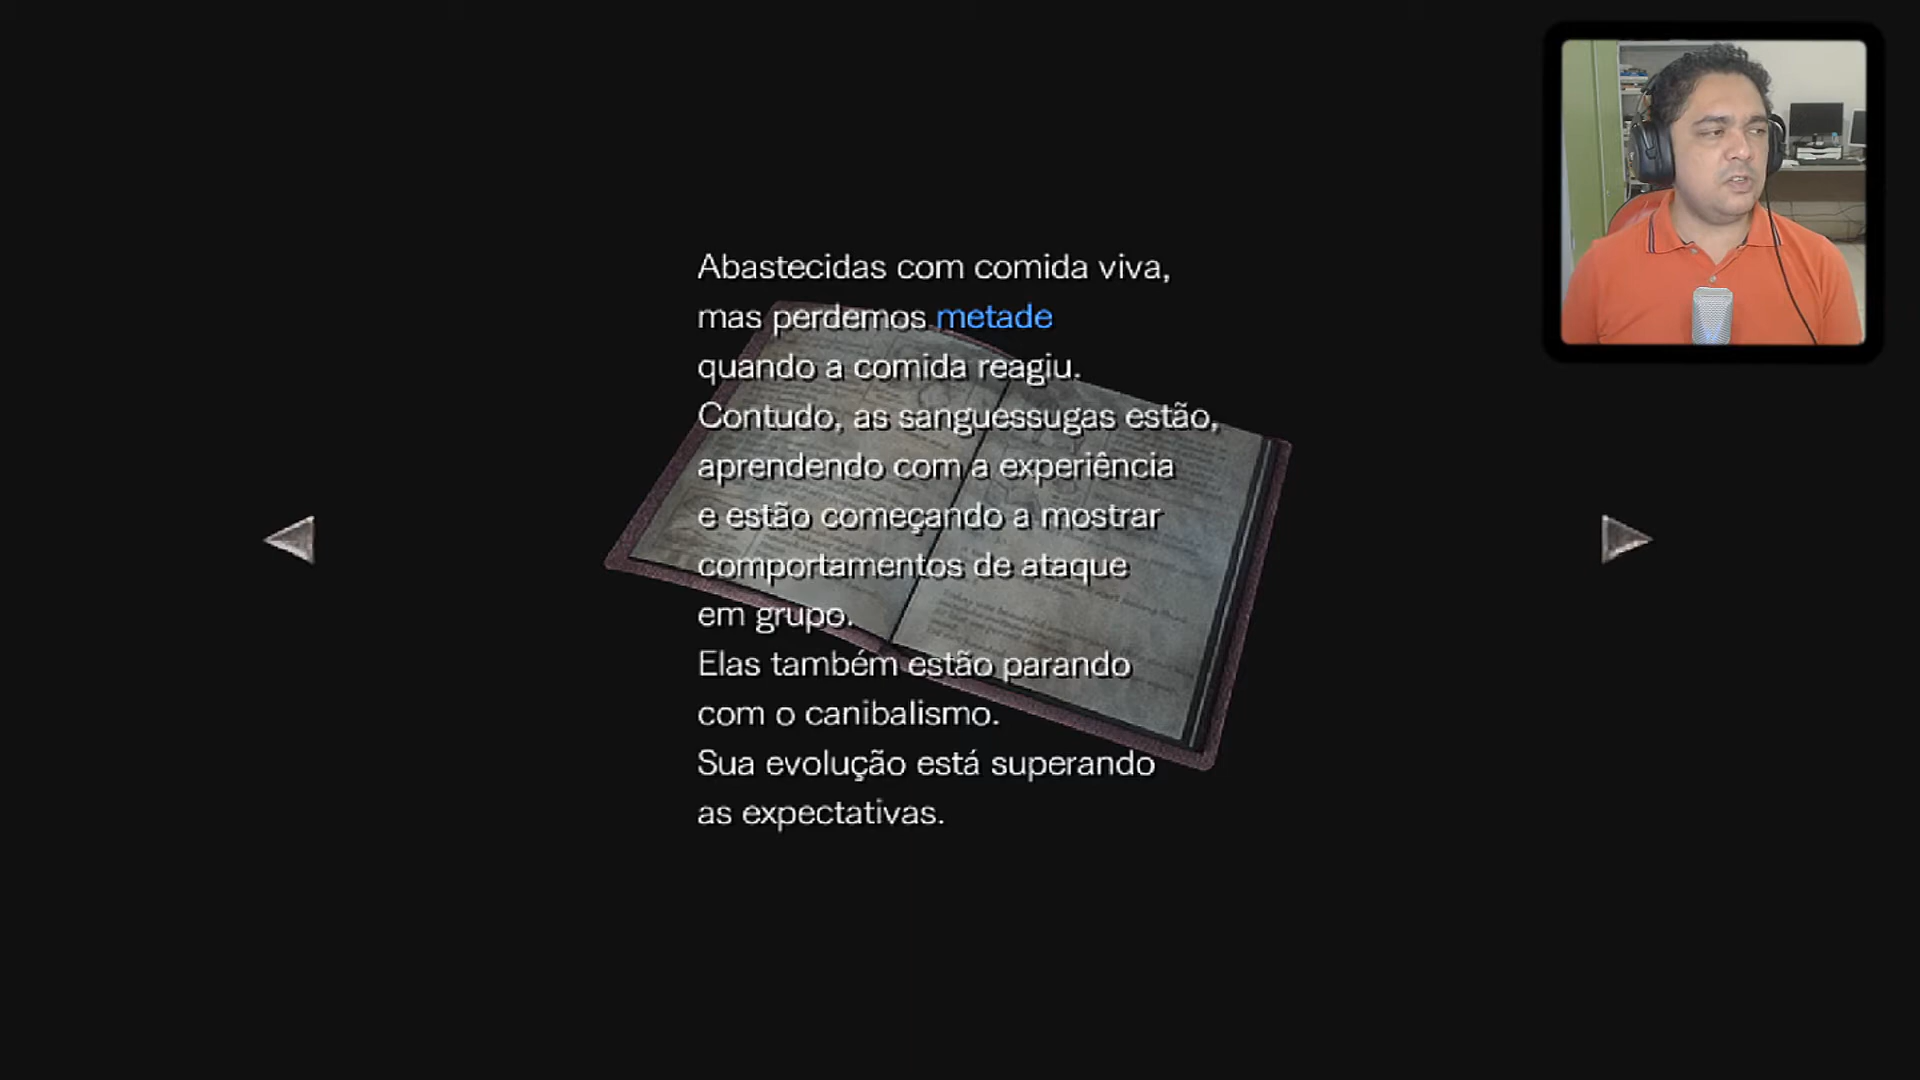 Abastecidas com comida viva,
mas perdemos metade
quando a comida reagiu.
Contudo, as sanguessugas estão,
aprendendo com a experiência
e estão começando a mostrar
comportamentos de ataque
em grupo.
Elas também estão parando
com o canibalismo.
Sua evolução está superando
as expectativas.